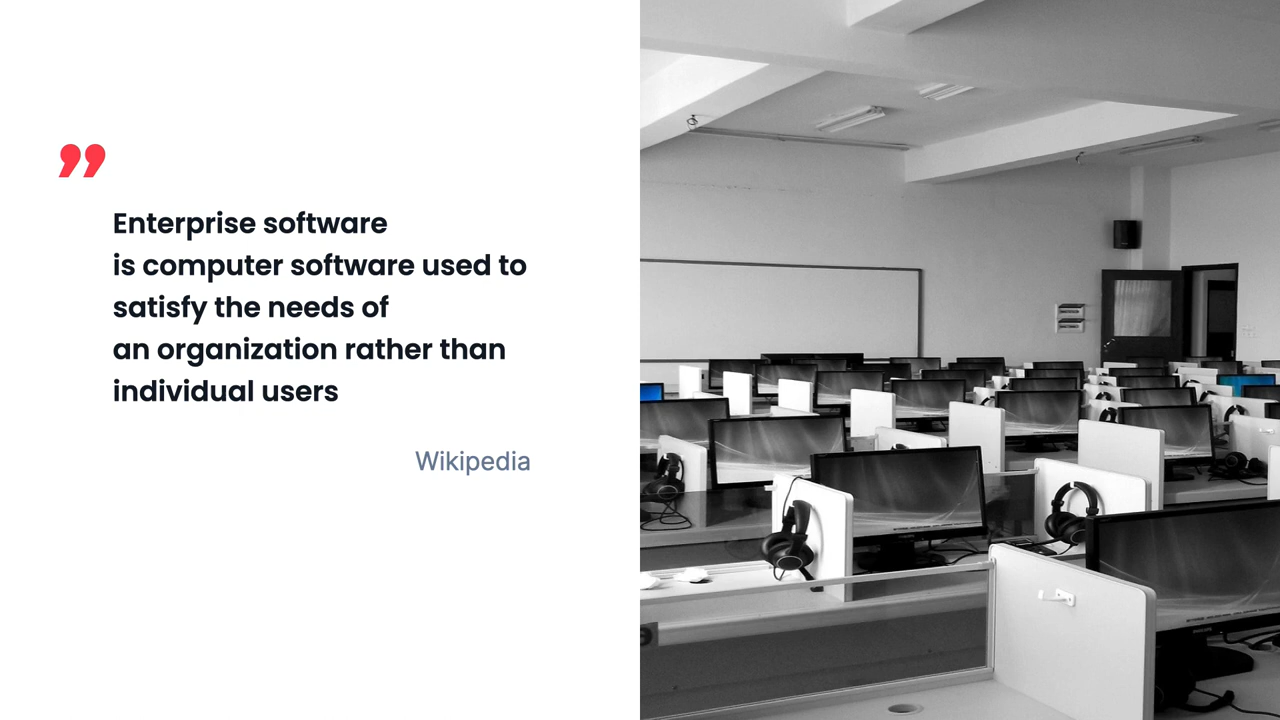 ”
Enterprise software
is computer software used to
satisfy the needs of
an organization rather than
individual users
Wikipedia